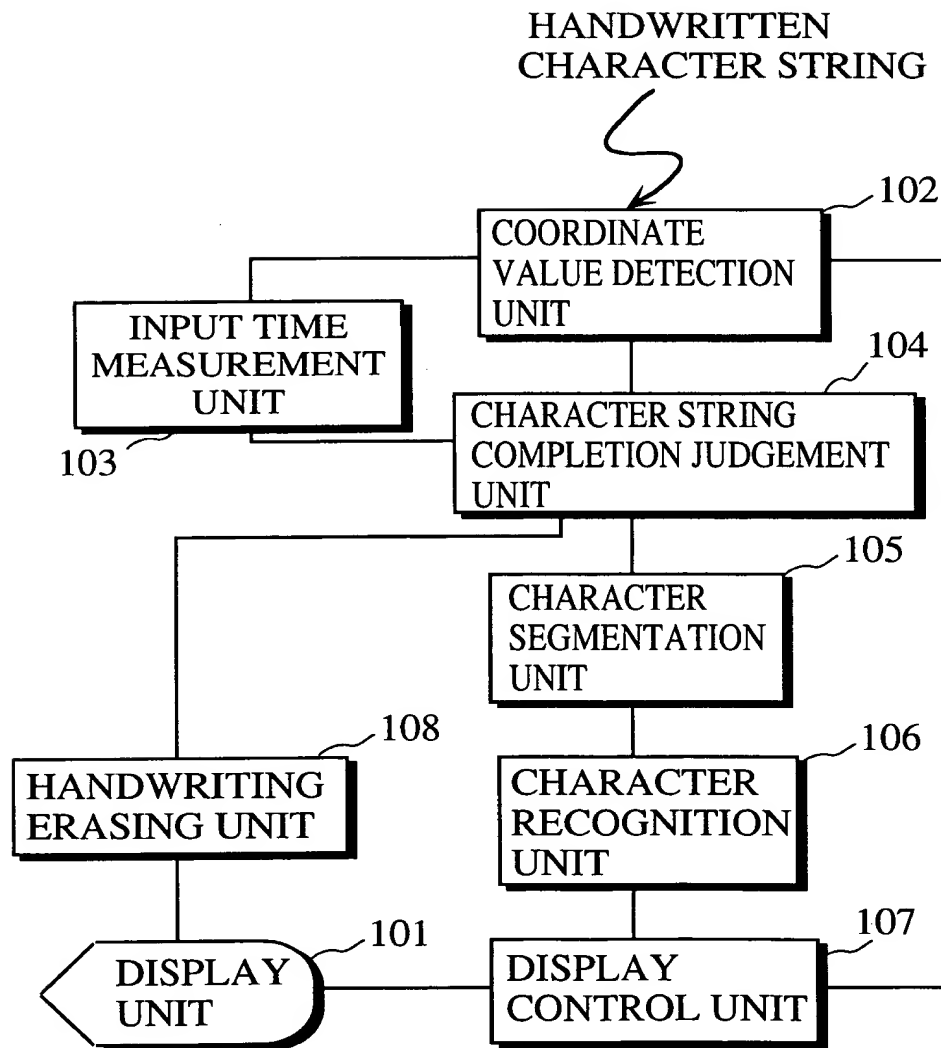 HANDWRITTEN
CHARACTER STRING
102
COORDINATE
VALUE DETECTION
UNIT
INPUT TIME
MEASUREMENT
UNIT
103
104
CHARACTER STRING
COMPLETION JUDGEMENT
UNIT
105
CHARACTER
SEGMENTATION
UNIT
108
HANDWRITING
ERASING UNIT
106
CHARACTER
RECOGNITION
UNIT
101
DISPLAY
UNIT
107
DISPLAY
CONTROL UNIT